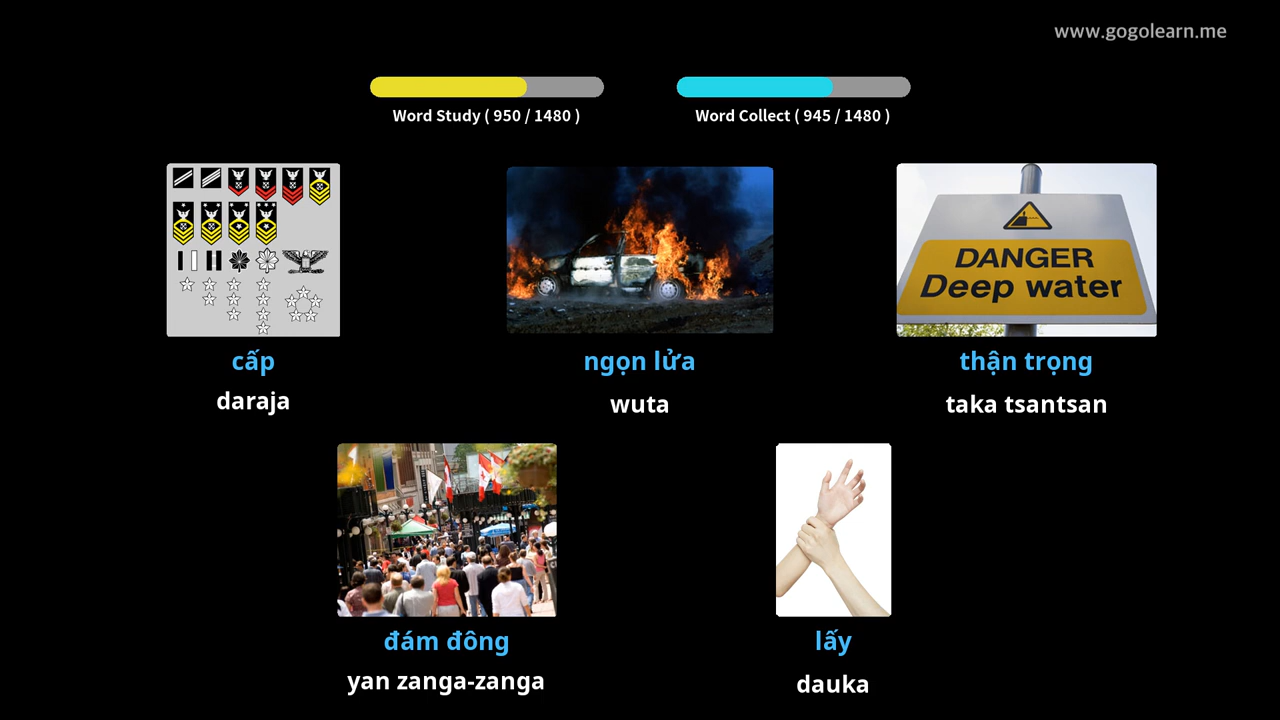 www.gogolearn.me
Word Study ( 950 / 1480 )
Word Collect ( 945 / 1480 )
DANGER
Deep water
cấp
ngọn lửa
thận trọng
daraja
wuta
taka tsantsan
đám đông
lấy
yan zanga-zanga
dauka